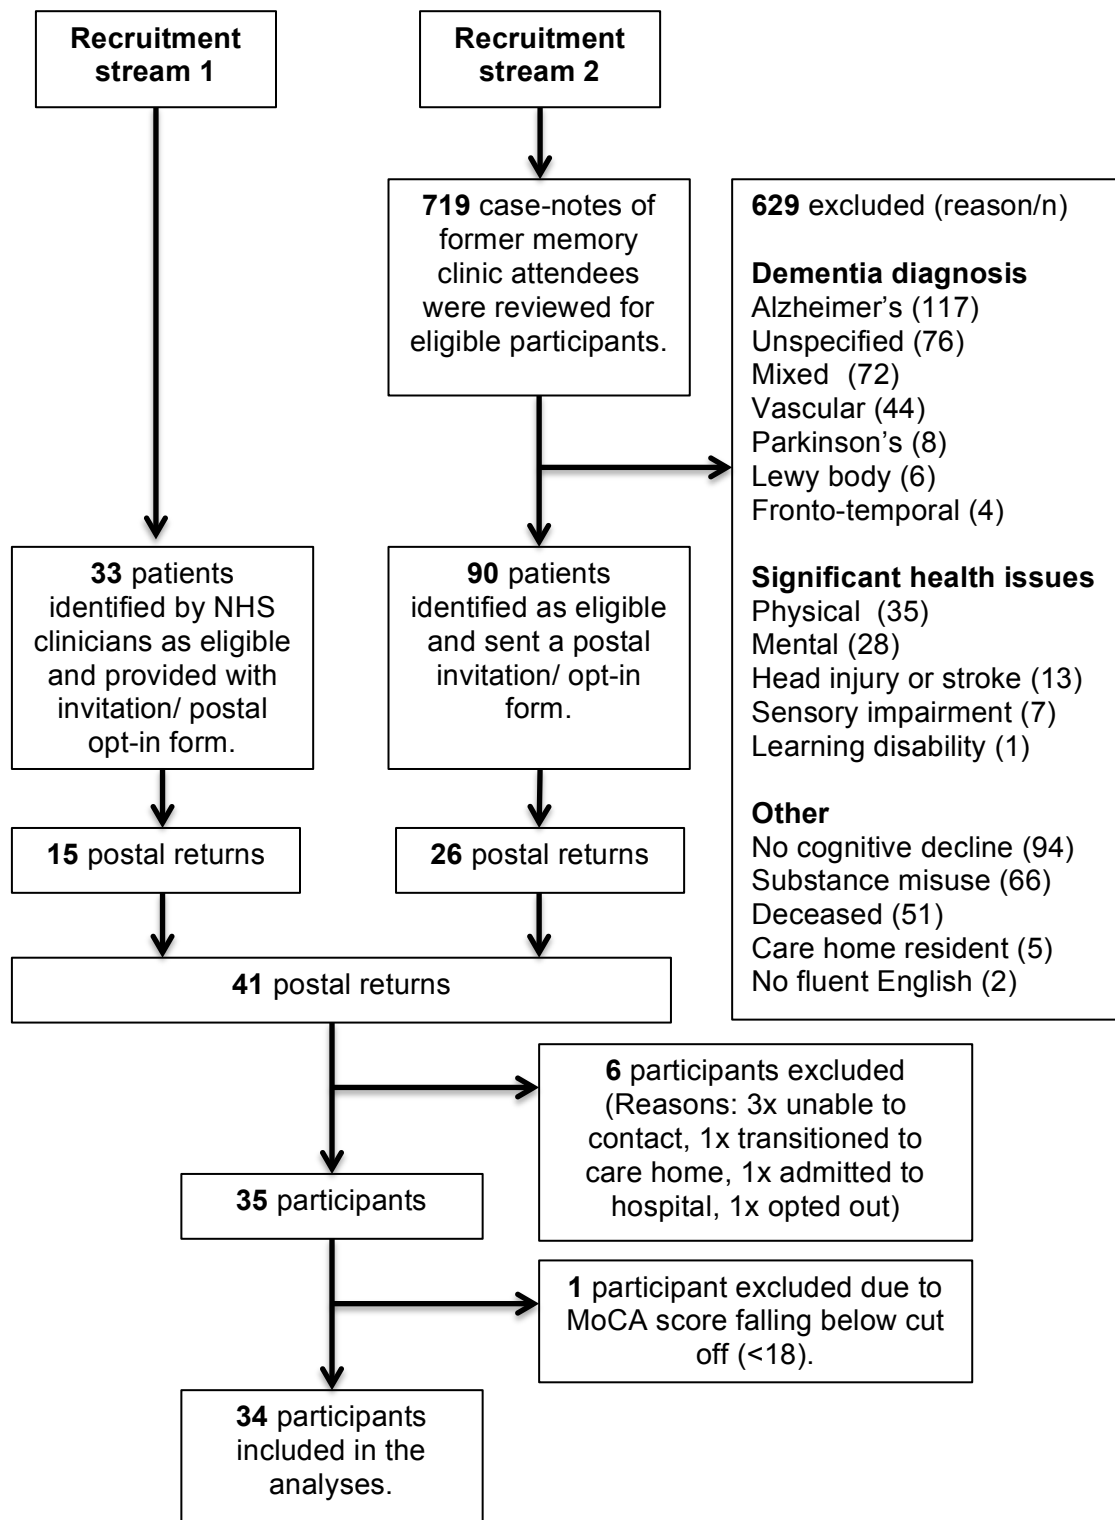 Recruitment
stream 1
Recruitment
stream 2
719 case-notes of
former memory
clinic attendees
were reviewed for
eligible participants.
629 excluded (reason/n)
Dementia diagnosis
Alzheimer’s (117)
Unspecified (76)
Mixed (72)
Vascular (44)
Parkinson’s (8)
Lewy body (6)
Fronto-temporal (4)
Significant health issues
Physical (35)
Mental (28)
Head injury or stroke (13)
Sensory impairment (7)
Learning disability (1)
Other
No cognitive decline (94)
Substance misuse (66)
Deceased (51)
Care home resident (5)
No fluent English (2)
33 patients
identified by NHS
clinicians as eligible
and provided with
invitation/ postal
opt-in form.
90 patients
identified as eligible
and sent a postal
invitation/ opt-in
form.
15 postal returns
26 postal returns
41 postal returns
6 participants excluded
(Reasons: 3x unable to
contact, 1x transitioned to
care home, 1x admitted to
hospital, 1x opted out)
35 participants
1 participant excluded due to
MoCA score falling below cut
off (<18).
34 participants
included in the
analyses.